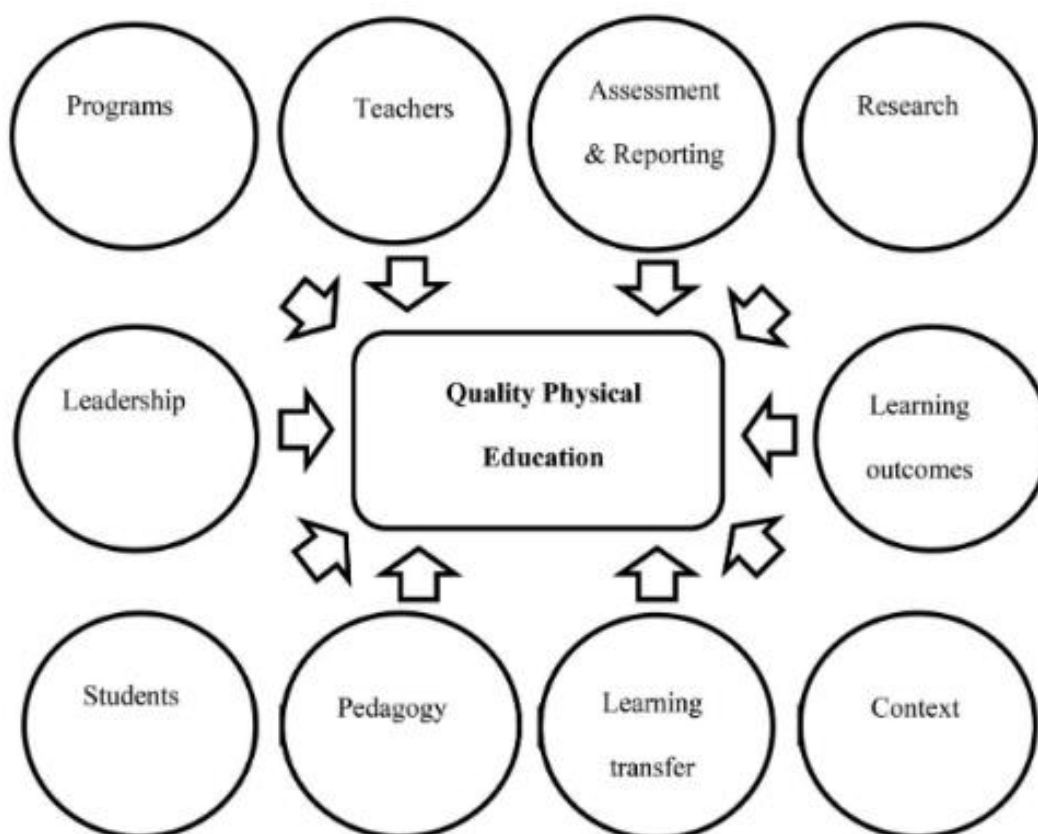 Programs
Teachers
Assessment
& Reporting
Research
Leadership
Quality Physical
Education
Learning
outcomes
Students
Pedagogy
Learning
transfer
Context